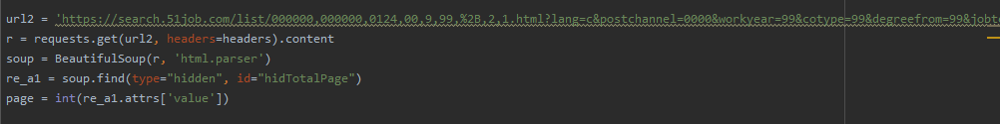 url2 = 'https://search.51job.com/list/000000,000000,0124,00,9,99,%2B,2,1.html?lang=c&postchannel=0000&workyear=99&cotype=99&degreefrom=99&jobte
r = requests.get(url2, headers=headers).content
soup = BeautifulSoup(r, 'html.parser')
re_a1 = soup.find(type="hidden", id="hidTotalPage")
page = int(re_a1.attrs['value'])